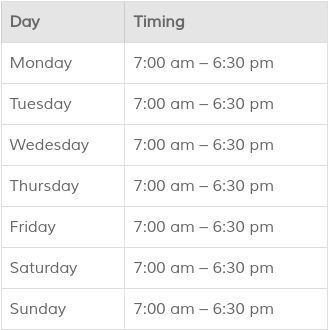 Day Timing
Monday 7:00 am – 6:30 pm
Tuesday 7:00 am – 6:30 pm
Wedesday 7:00 am – 6:30 pm
Thursday 7:00 am – 6:30 pm
Friday 7:00 am – 6:30 pm
Saturday 7:00 am – 6:30 pm
Sunday 7:00 am – 6:30 pm